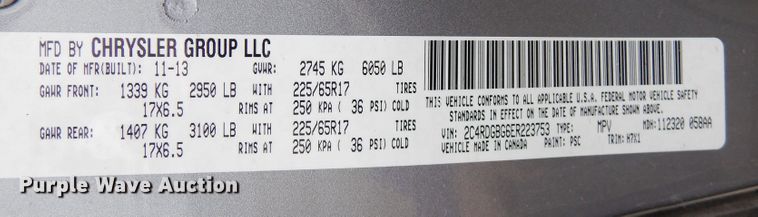 MFD BY CHRYSLER GROUP LLC
DATE OF MFR(BUILT): 11-13 GVWR: 2745 KG 6050 LB
GAWR FRONT: 1339 KG 2950 LB WITH 225/65R17 TIRES
17X6.5 RIMS AT 250 KPA ( 36 PSI) COLD
GAWR REAR: 1407 KG 3100 LB WITH 225/65R17 TIRES
17X6.5 RIMS AT 250 KPA ( 36 PSI) COLD
THIS VEHICLE CONFORMS TO ALL APPLICABLE U.S.A. FEDERAL MOTOR VEHICLE SAFETY
STANDARDS IN EFFECT ON THE DATE OF MANUFACTURE SHOWN ABOVE.
VIN: 2C4RDGBG6ER223753 TYPE: MPV MDH:112320 058AA
VEHICLE MADE IN CANADA PAINT: PSC TRIM: H7X1
Purple Wave Auction